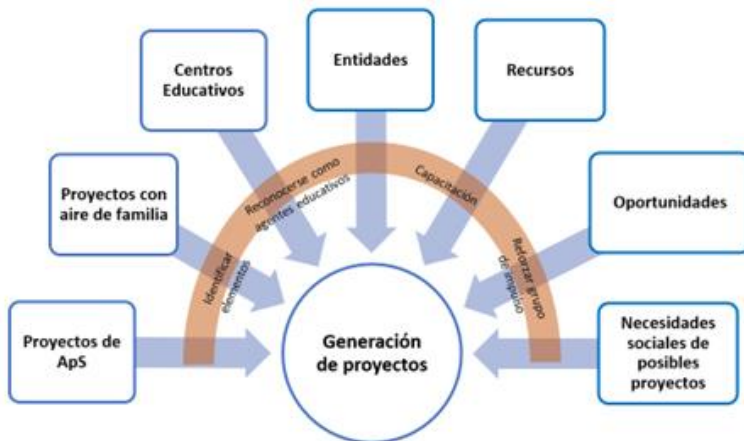 Entidades
Centros
Educativos
Recursos
Proyectos con
aire de familia
Oportunidades
Proyectos de
ApS
Necesidades
sociales de
posibles
proyectos
Identificar
elementos
Reconocerse como
agentes educativos
Capacitación
Reforzar grupo
de impulso
Generación
de proyectos